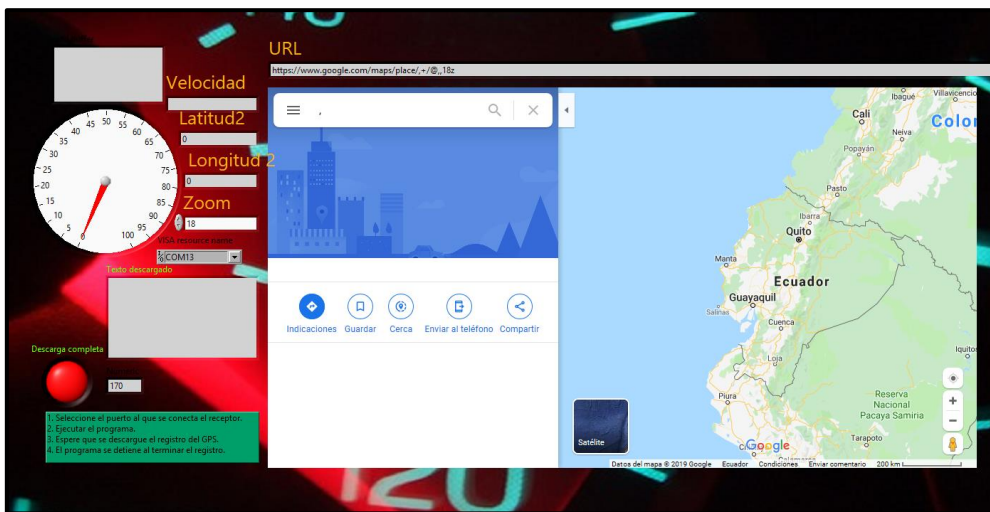 URL
https://www.google.com/maps/place/,+/@,,18z
Velocidad
Latitud2
0
Longitud 2
0
Zoom
18
VISA resource name
COM13
0
5
10
15
20
25
30
35
40
45
50
55
60
65
70
75
80
85
90
95
100
Texto descargado
Descarga completa
170
1. Seleccione el puerto al que se conecta el receptor.
2. Ejecutar el programa.
3. Espere que se descargue el registro del GPS.
4. El programa se detiene al terminar el registro.
,
Indicaciones Guardar Cerca Enviar al teléfono Compartir
Ibagué
Villavicencio
Cali
Neiva
Color
Popayán
Pasto
Ibarra
Quito
Manta
Ecuador
Guayaquil
Salinas
Cuenca
Loja
Iquitos
Piura
Reserva
Nacional
Pacaya Samiria
Tarapoto
Satélite
Google
Datos del mapa © 2019 Google Ecuador Condiciones Enviar comentario 200 km
120